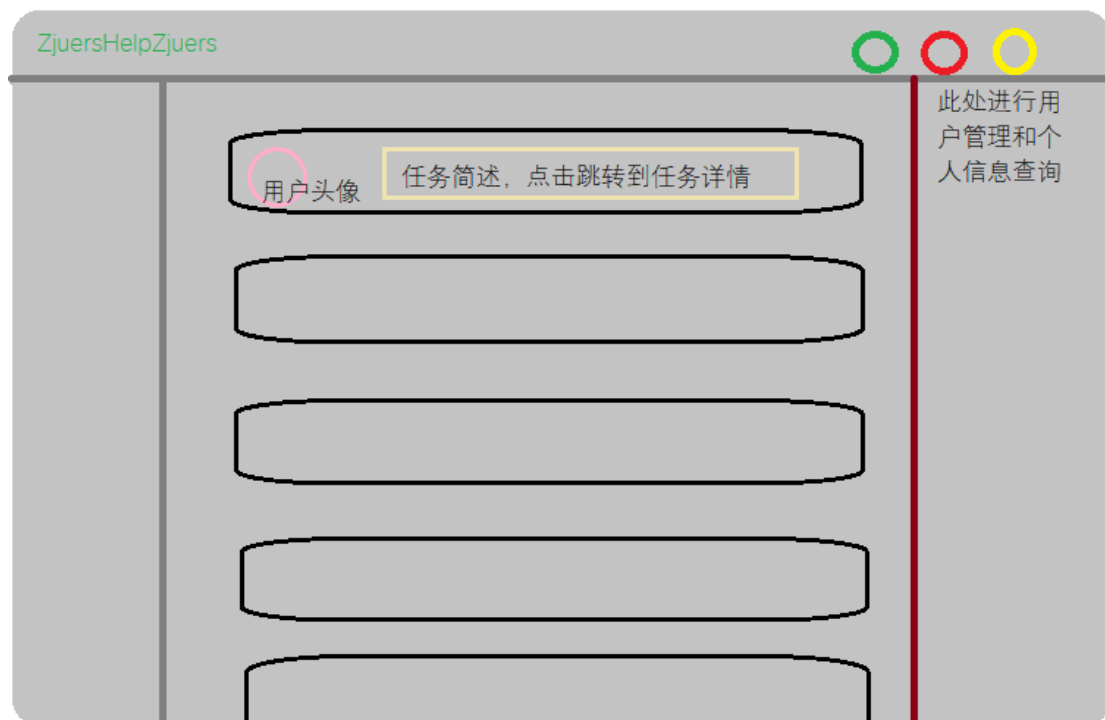 ZjuersHelpZjuers
此处进行用
户管理和个
人信息查询
任务简述，点击跳转到任务详情
用户头像